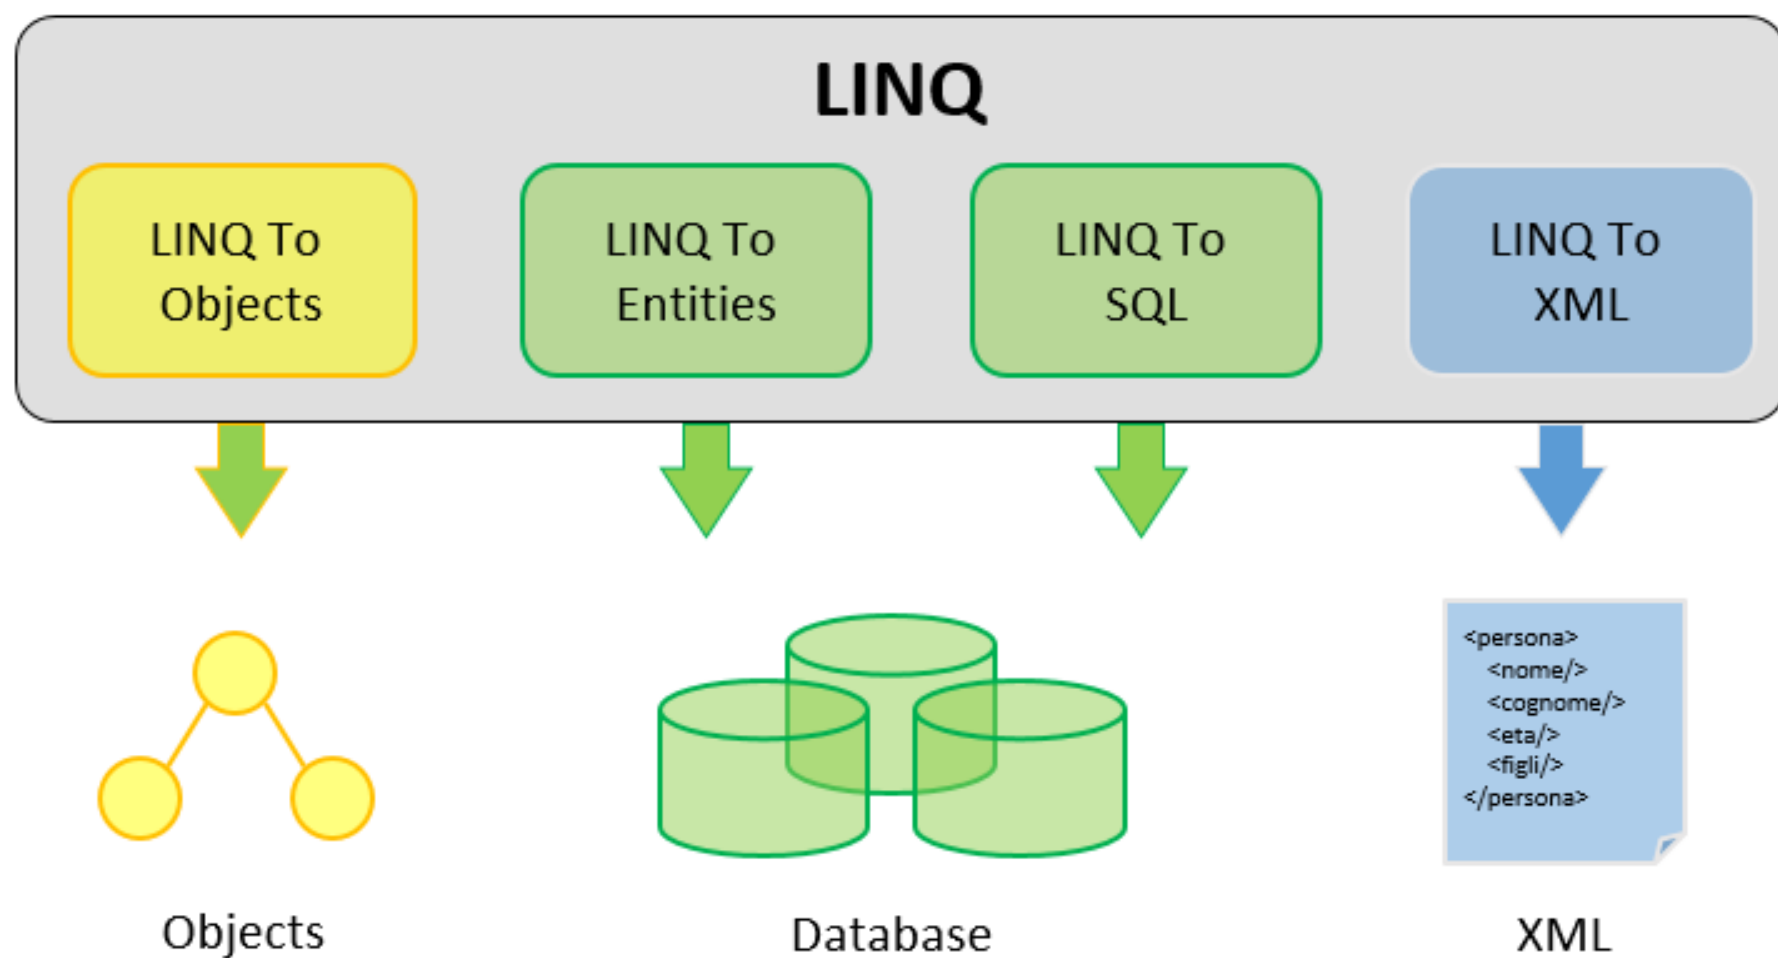 LINQ
LINQ To
Objects
LINQ To
Entities
LINQ To
SQL
LINQ To
XML
<persona>
<nome/>
<cognome/>
<eta/>
<figli/>
</persona>
Objects
Database
XML